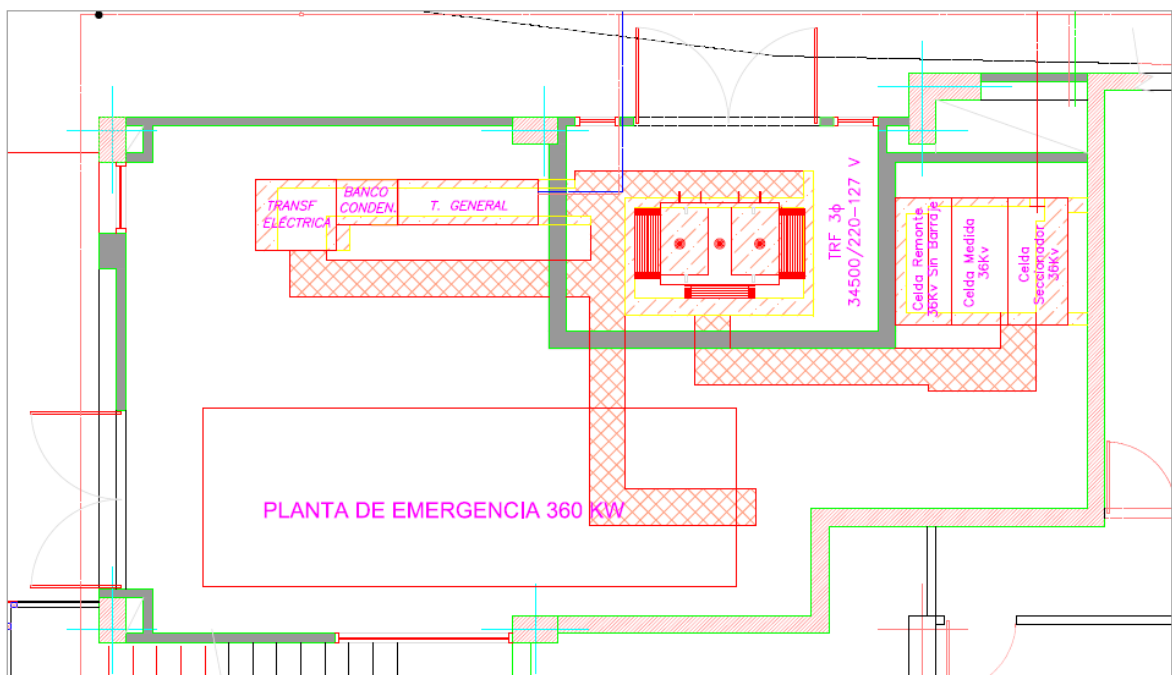 TRANSF
ELÉCTRICA
BANCO
CONDEN.
T. GENERAL
TRF 3ϕ
34500/220-127 V
Celda Remonte
36Kv Sin Barraje
Celda Medida
36Kv
Celda
Seccionador
36Kv
PLANTA DE EMERGENCIA 360 KW